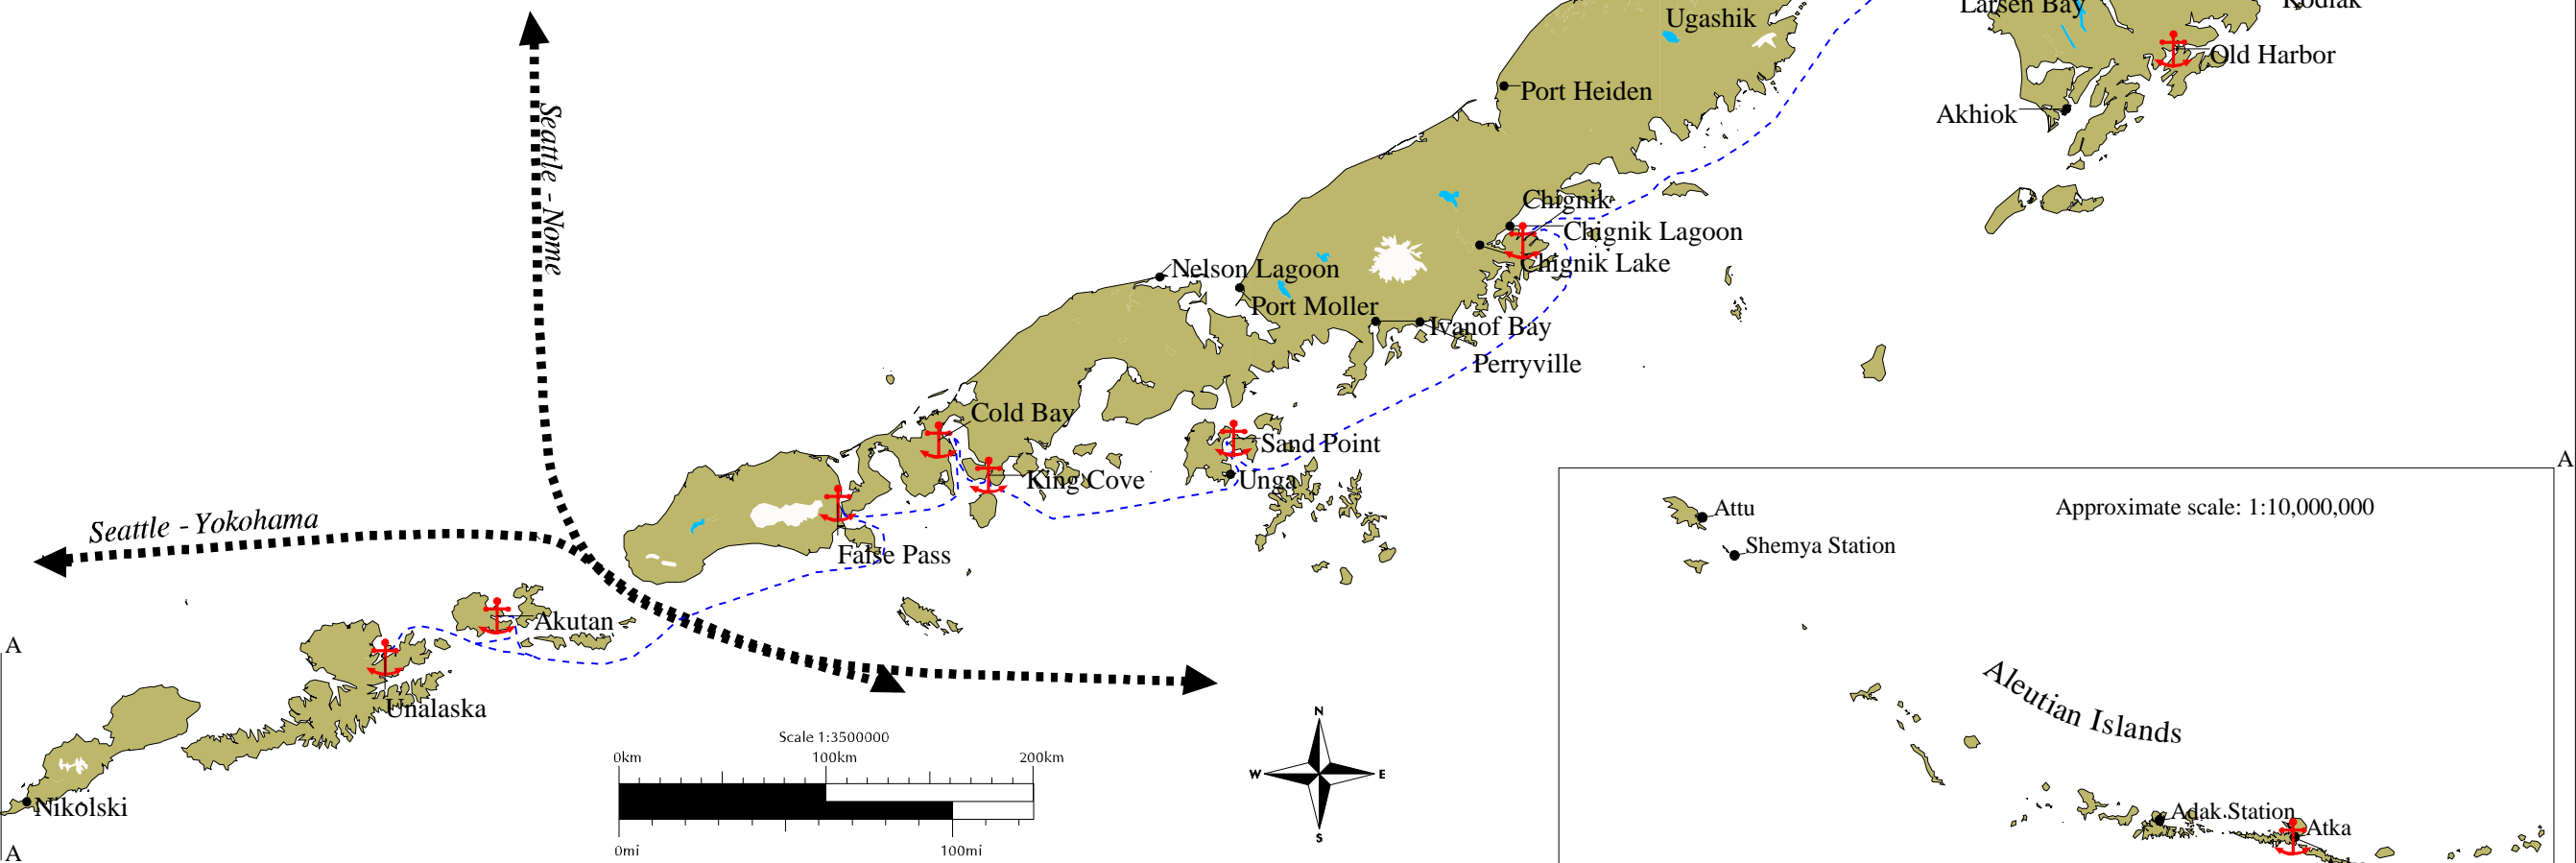 Larsen Bay
Kodiak
Ugashik
Old Harbor
Port Heiden
Akhiok
Seattle - Nome
Chignik
Chignik Lagoon
Chignik Lake
Nelson Lagoon
Port Moller
Ivanof Bay
Perryville
Cold Bay
Sand Point
King Cove
Unga
A
Attu
Approximate scale: 1:10,000,000
Seattle - Yokohama
Shemya Station
False Pass
Akutan
A
Aleutian Islands
Unalaska
N
Scale 1:3500000
0km
100km
200km
W
E
Nikolski
Adak Station
Atka
S
0mi
100mi
A